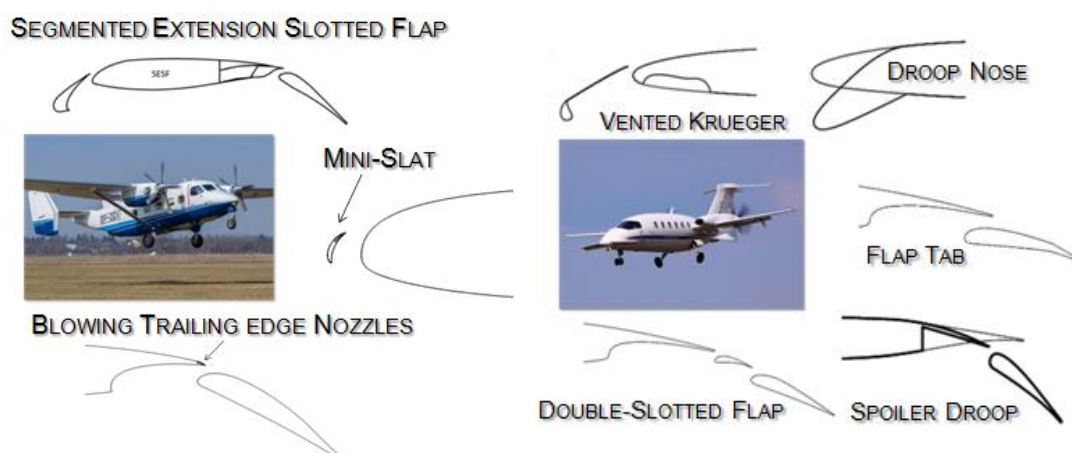 SEGMENTED EXTENSION SLOTTED FLAP
SESF
MINI-SLAT
BLOWING TRAILING EDGE NOZZLES
VENTED KRUEGER
DROOP NOSE
FLAP TAB
DOUBLE-SLOTTED FLAP
SPOILER DROOP